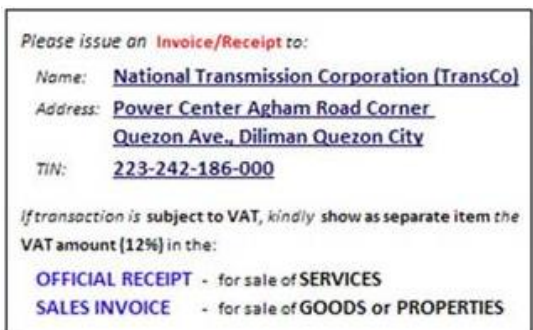 Please issue an Invoice/Receipt to:
Name: National Transmission Corporation (TransCo)
Address: Power Center Agham Road Corner
Quezon Ave., Diliman Quezon City
TIN: 223-242-186-000
If transaction is subject to VAT, kindly show as separate item the
VAT amount (12%) in the:
OFFICIAL RECEIPT - for sale of SERVICES
SALES INVOICE - for sale of GOODS or PROPERTIES